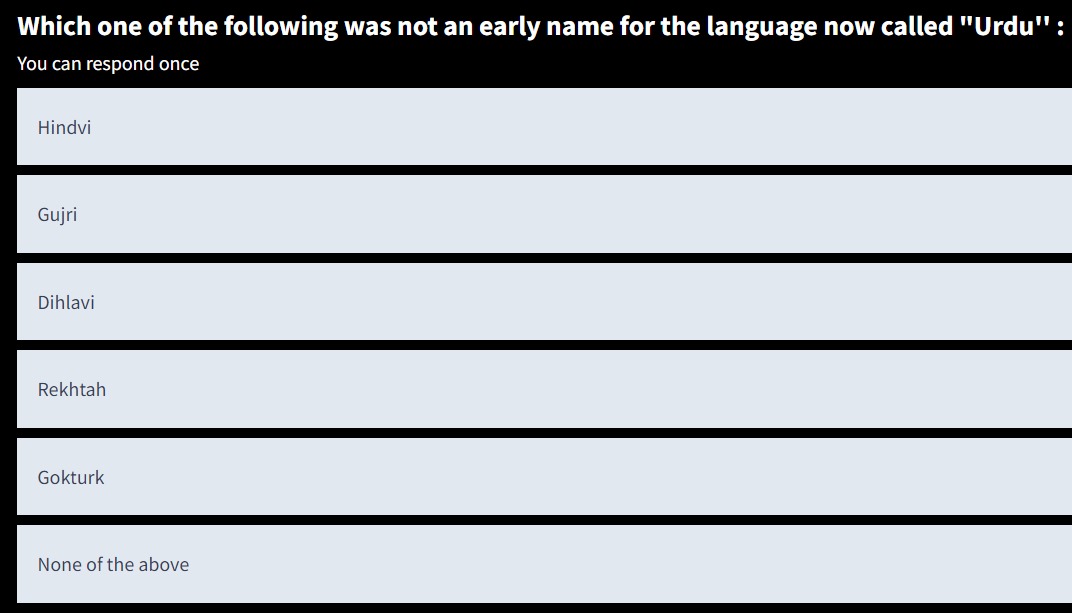 Which one of the following was not an early name for the language now called "Urdu'' :
You can respond once
Hindvi
Gujri
Dihlavi
Rekhtah
Gokturk
None of the above